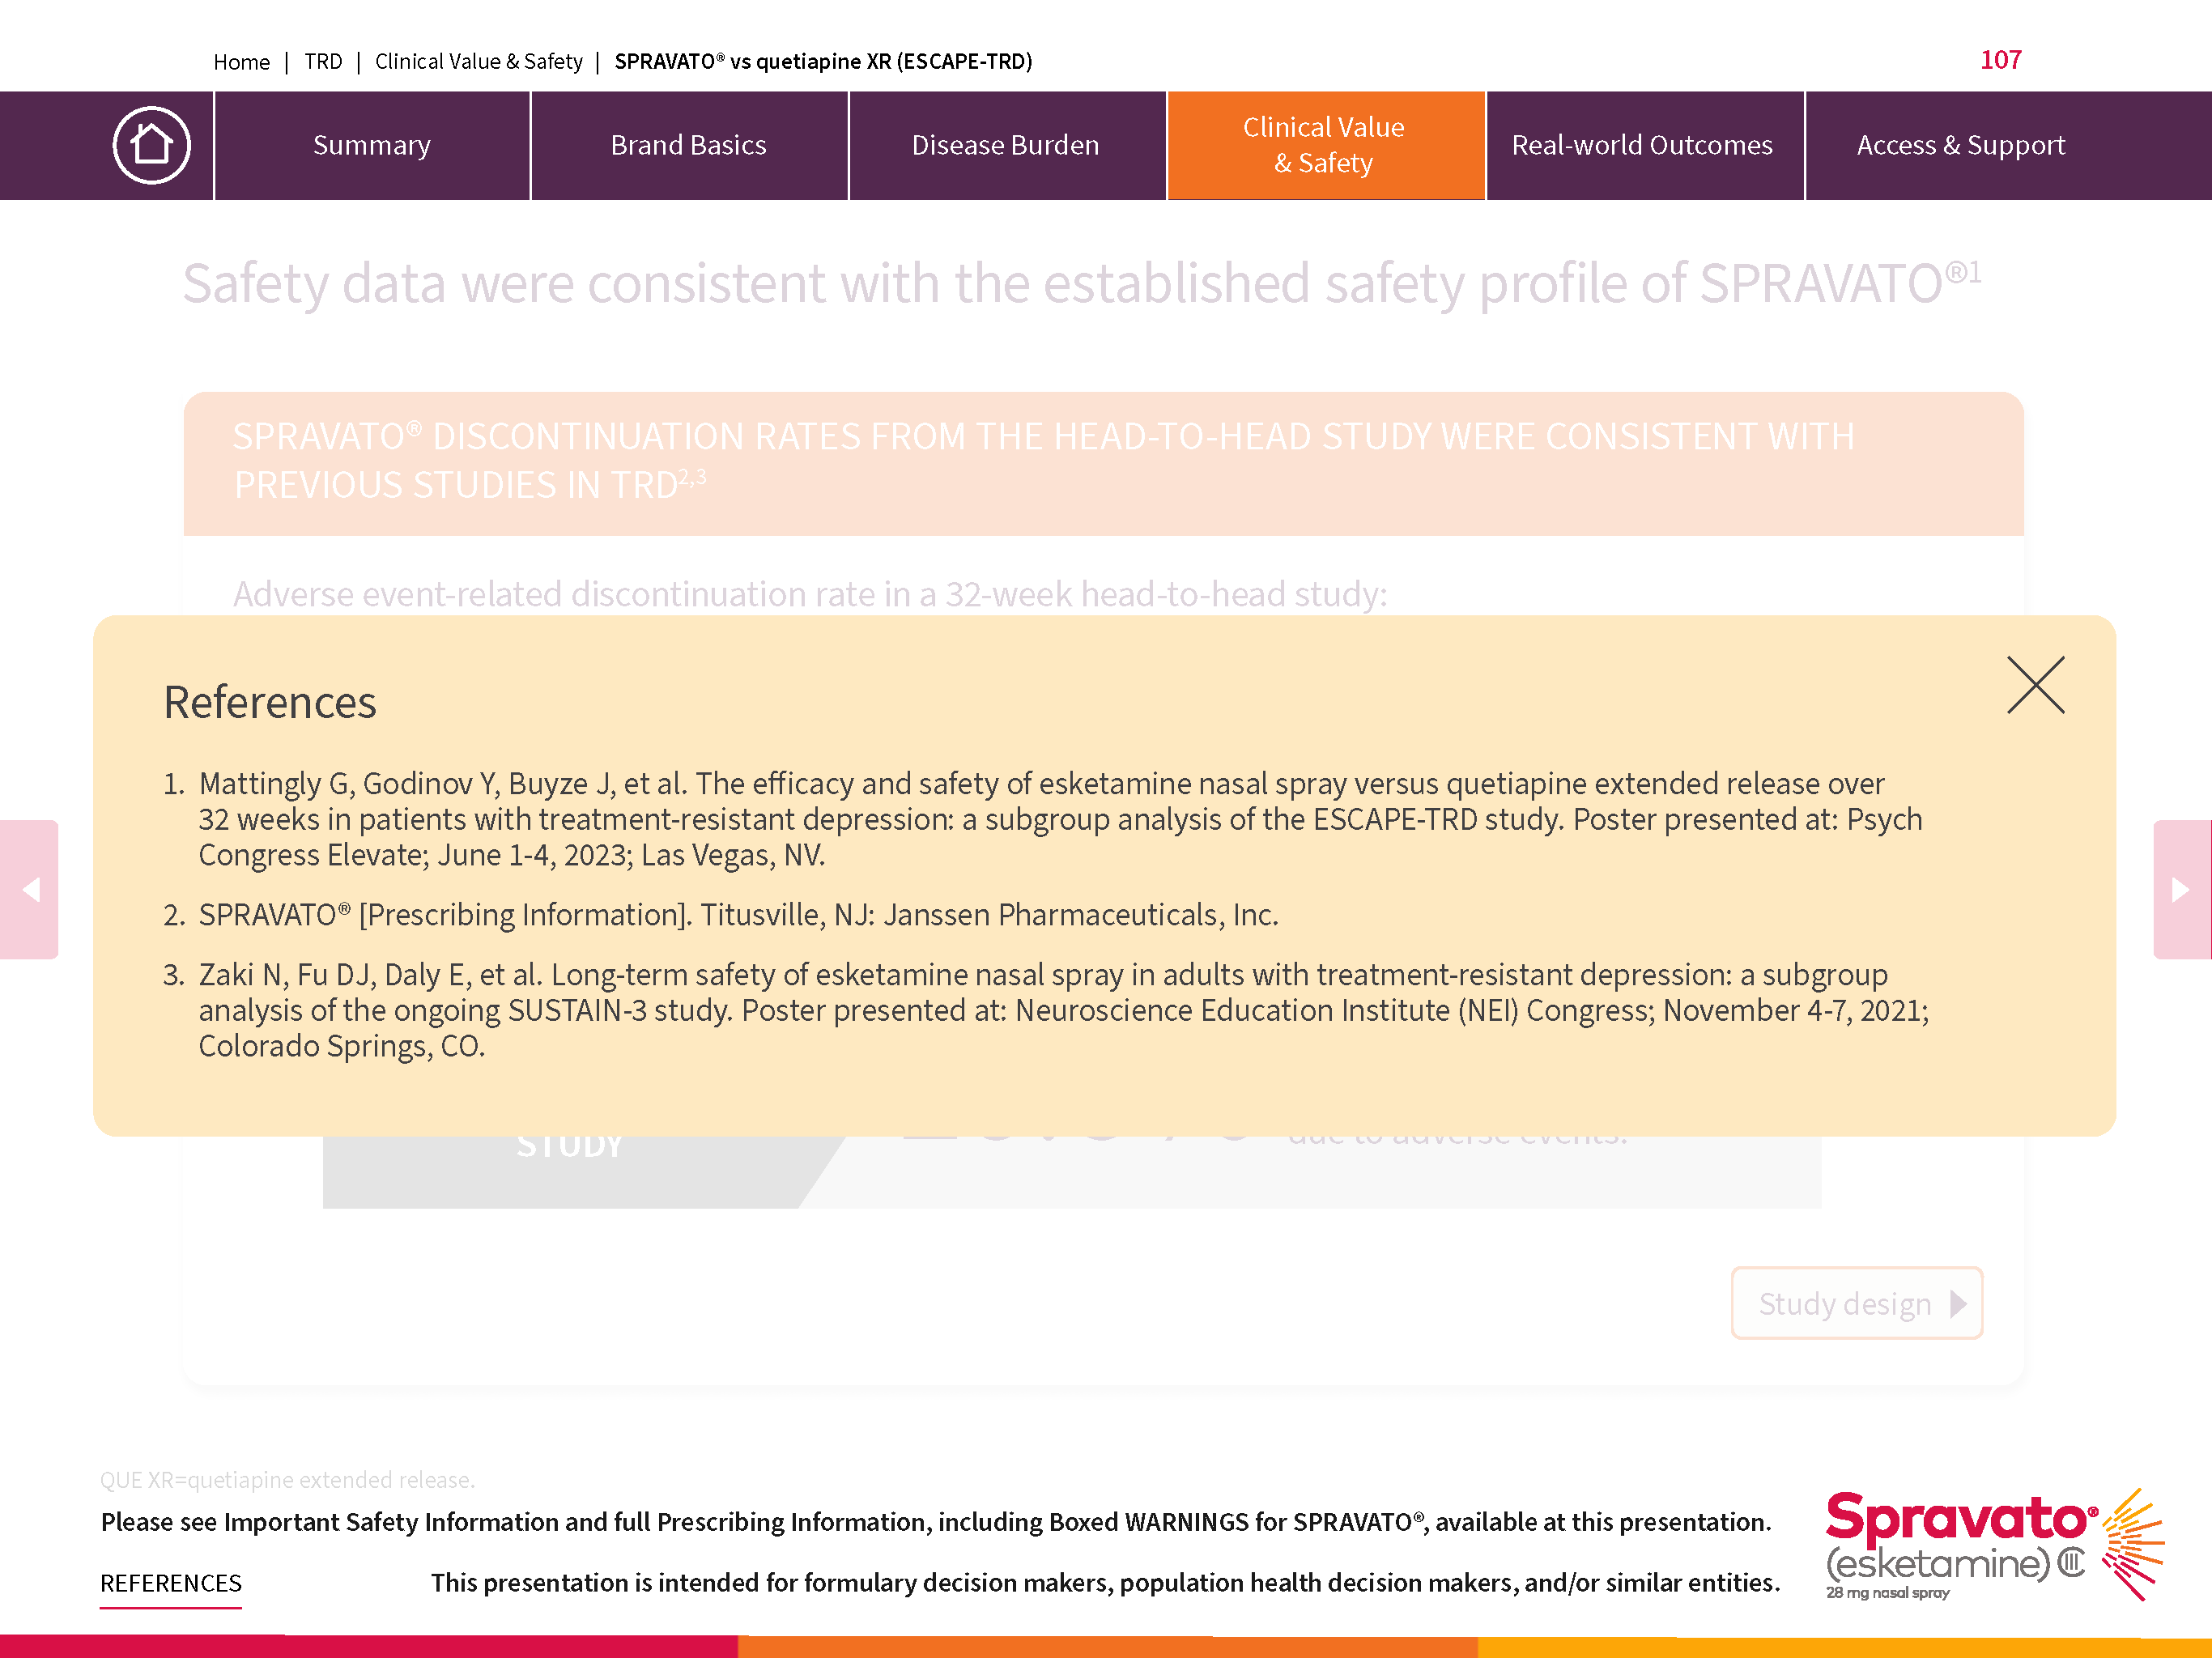 Home | TRD | Clinical Value & Safety | SPRAVATO® vs quetiapine XR (ESCAPE-TRD)
107
Summary
Brand Basics
Disease Burden
Clinical Value
& Safety
Real-world Outcomes
Access & Support
Safety data were consistent with the established safety profile of SPRAVATO®1
SPRAVATO® DISCONTINUATION RATES FROM THE HEAD-TO-HEAD STUDY WERE CONSISTENT WITH
PREVIOUS STUDIES IN TRD2,3
Adverse event-related discontinuation rate in a 32-week head-to-head study:
References
1. Mattingly G, Godinov Y, Buyze J, et al. The efficacy and safety of esketamine nasal spray versus quetiapine extended release over
32 weeks in patients with treatment-resistant depression: a subgroup analysis of the ESCAPE-TRD study. Poster presented at: Psych
Congress Elevate; June 1-4, 2023; Las Vegas, NV.
2. SPRAVATO® [Prescribing Information]. Titusville, NJ: Janssen Pharmaceuticals, Inc.
3. Zaki N, Fu DJ, Daly E, et al. Long-term safety of esketamine nasal spray in adults with treatment-resistant depression: a subgroup
analysis of the ongoing SUSTAIN-3 study. Poster presented at: Neuroscience Education Institute (NEI) Congress; November 4-7, 2021;
Colorado Springs, CO.
STUDY
due to adverse events.
Study design
QUE XR=quetiapine extended release.
Please see Important Safety Information and full Prescribing Information, including Boxed WARNINGS for SPRAVATO®, available at this presentation.
REFERENCES
This presentation is intended for formulary decision makers, population health decision makers, and/or similar entities.
Spravato®
(esketamine) CIII
28 mg nasal spray